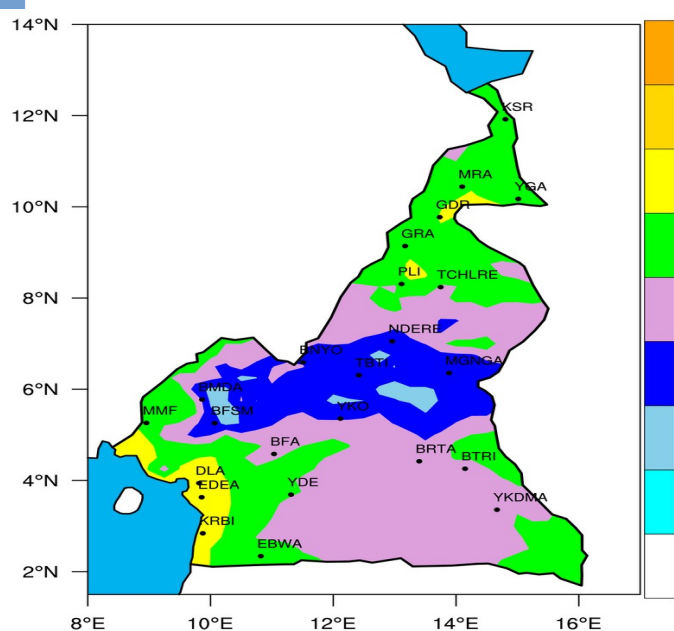 14°N
12°N
KSR
MRA
YGA
10°N
GDR
GRA
PLI
TCHLRE
8°N
NDERE
BNYO
TBTI
MGNGA
6°N
BMDA
MMF
BFSM
YKO
BFA
BRTA
BTRI
4°N
DLA
EDEA
YDE
YKDMA
KRBI
EBWA
2°N
8°E 10°E 12°E 14°E 16°E